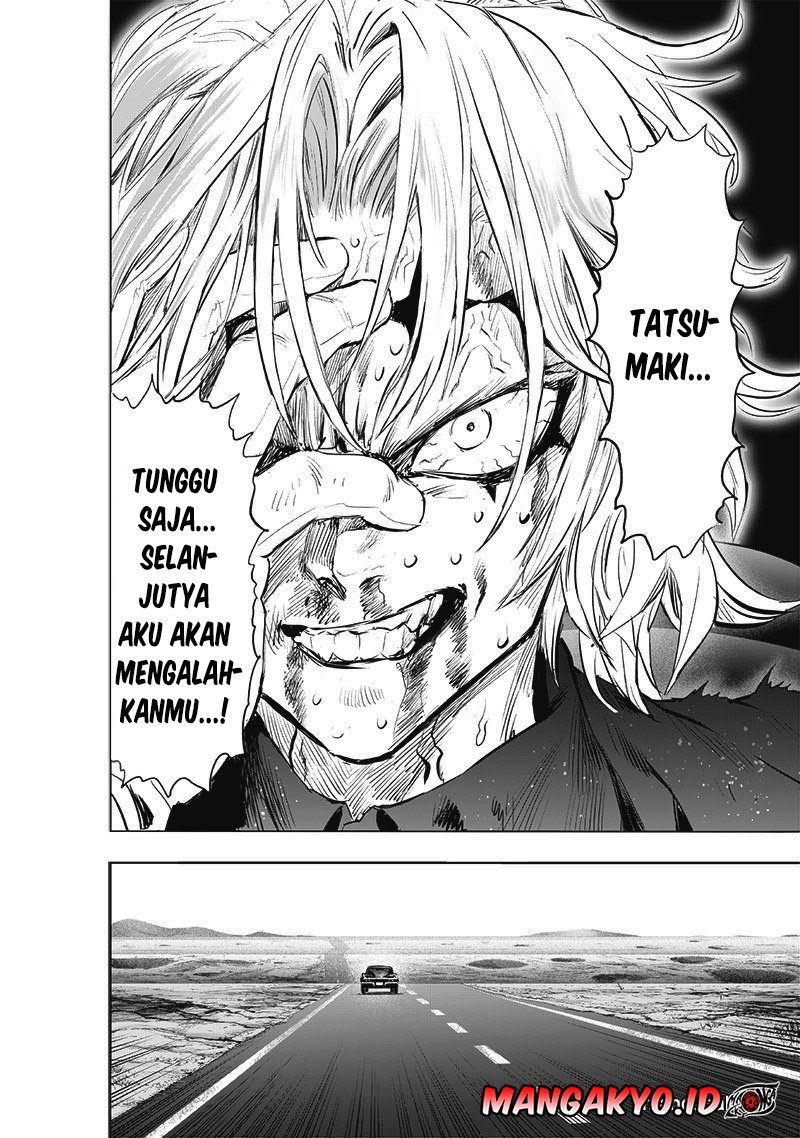 TATSU-
MAKI...
TUNGGU
SAJA...
SELAN-
JUTYA
AKU AKAN
MENGALAH-
KANMU...!
MANGAKYO.ID